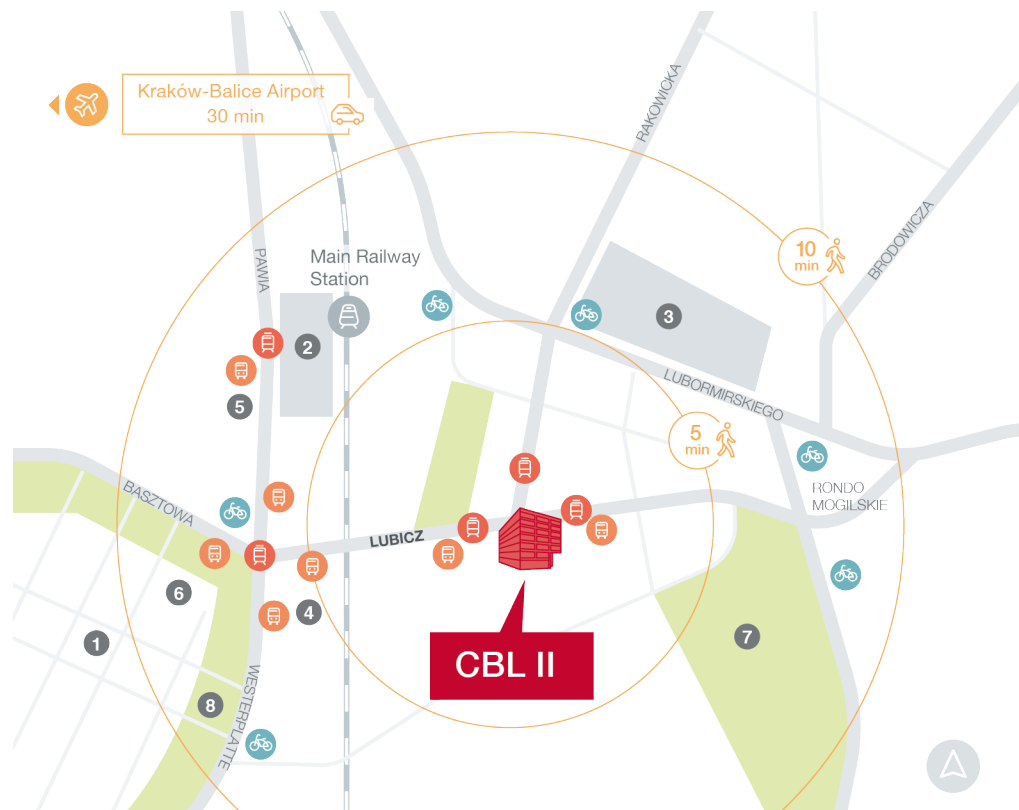 Kraków-Balice Airport
30 min
RAKOWICKA
BRODOWICZA
10
min
PAWIA
Main Railway
Station
2
3
5
LUBORMIRSKIEGO
5
min
BASZTOWA
RONDO
MOGILSKIE
LUBICZ
6
4
1
7
CBL II
8
WESTERPLATTE